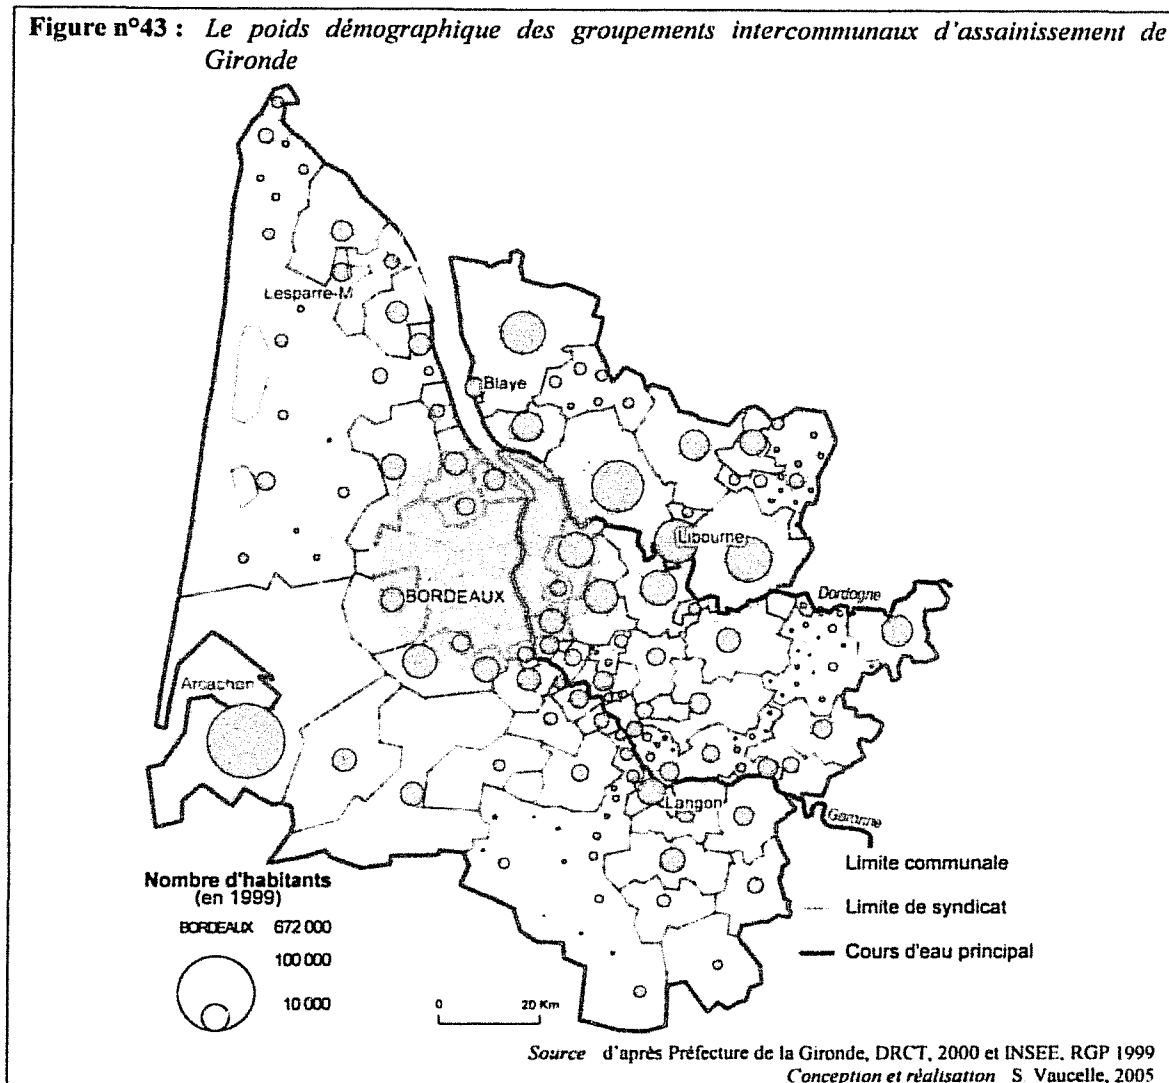 Figure n°43 : Le poids démographique des groupements intercommunaux d'assainissement de
Gironde
Lesparre-M
Blaye
Libourne
BORDEAUX
Dordogne
Arcachon
Langon
Garonne
Nombre d'habitants
(en 1999)
BORDEAUX 672 000
100 000
10 000
0 20 Km
Limite communale
Limite de syndicat
Cours d'eau principal
Source d'après Préfecture de la Gironde, DRCT, 2000 et INSEE, RGP 1999
Conception et réalisation S. Vaucelle, 2005